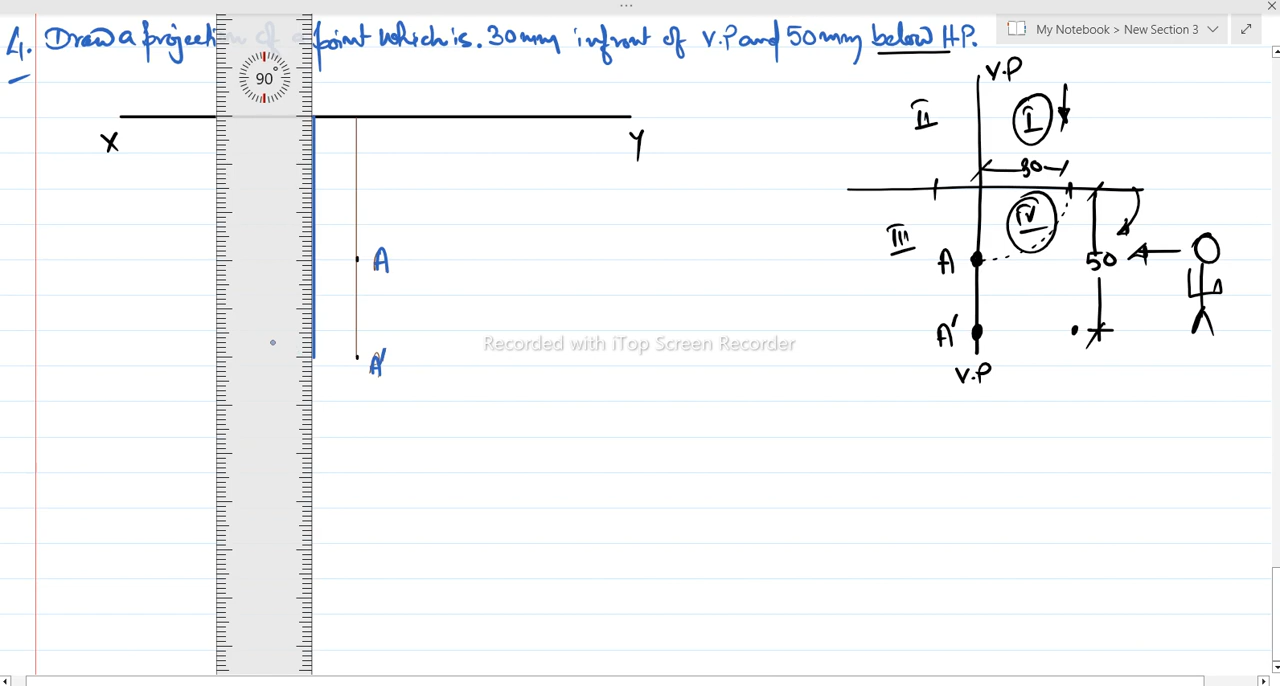 4. Draw a projection of a point which is. 30mm infront of V.P and 50mm below H.P.
My Notebook > New Section 3
90°
V.P
II
I
X
Y
30
IV
III
A
A
50
A'
A'
Recorded with iTop Screen Recorder
V.P